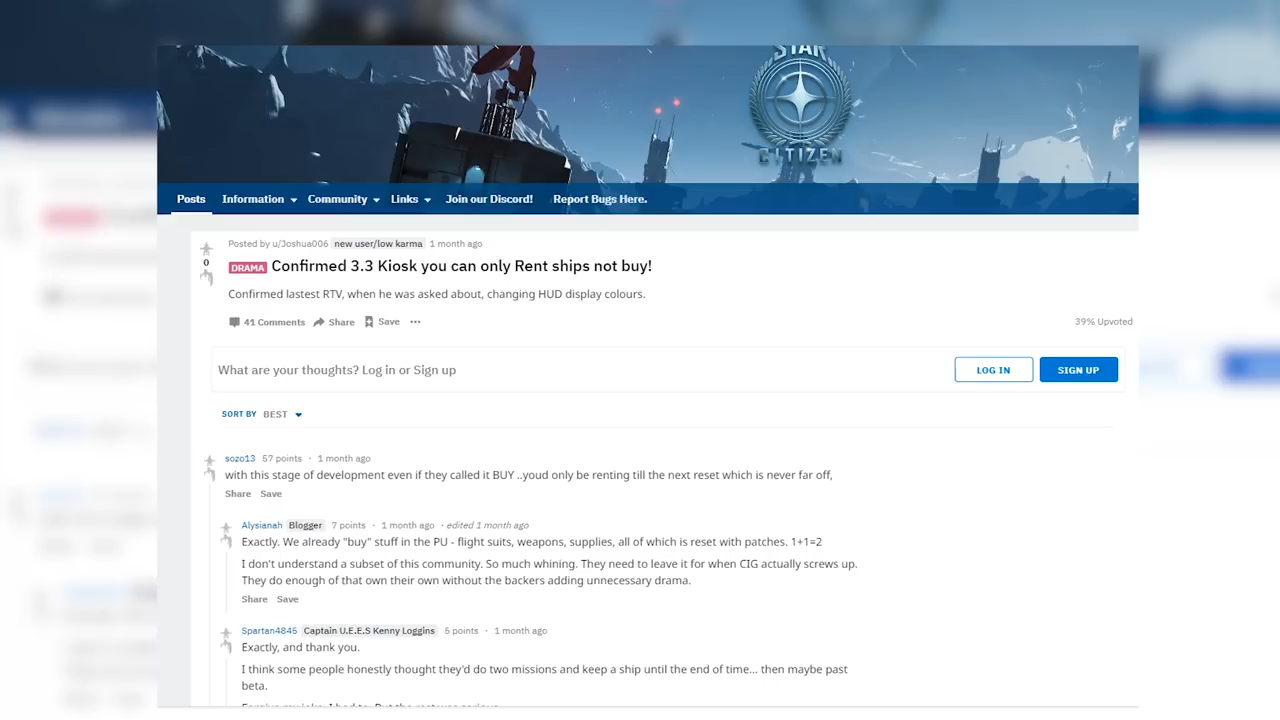 STAR
CITIZEN
Posts Information Community Links Join our Discord! Report Bugs Here.
Posted by u/Joshua006 new user/low karma 1 month ago
0
DRAMA Confirmed 3.3 Kiosk you can only Rent ships not buy!
Confirmed lastest RTV, when he was asked about, changing HUD display colours.
41 Comments Share Save ··· 39% Upvoted
What are your thoughts? Log in or Sign up LOG IN SIGN UP
SORT BY BEST
sozo13 57 points · 1 month ago
with this stage of development even if they called it BUY ..youd only be renting till the next reset which is never far off,
Share Save
Alysianah Blogger 7 points · 1 month ago · edited 1 month ago
Exactly. We already "buy" stuff in the PU - flight suits, weapons, supplies, all of which is reset with patches. 1+1=2
I don't understand a subset of this community. So much whining. They need to leave it for when CIG actually screws up.
They do enough of that own their own without the backers adding unnecessary drama.
Share Save
Spartan4845 Captain U.E.E.S Kenny Loggins 5 points · 1 month ago
Exactly, and thank you.
I think some people honestly thought they'd do two missions and keep a ship until the end of time... then maybe past
beta.